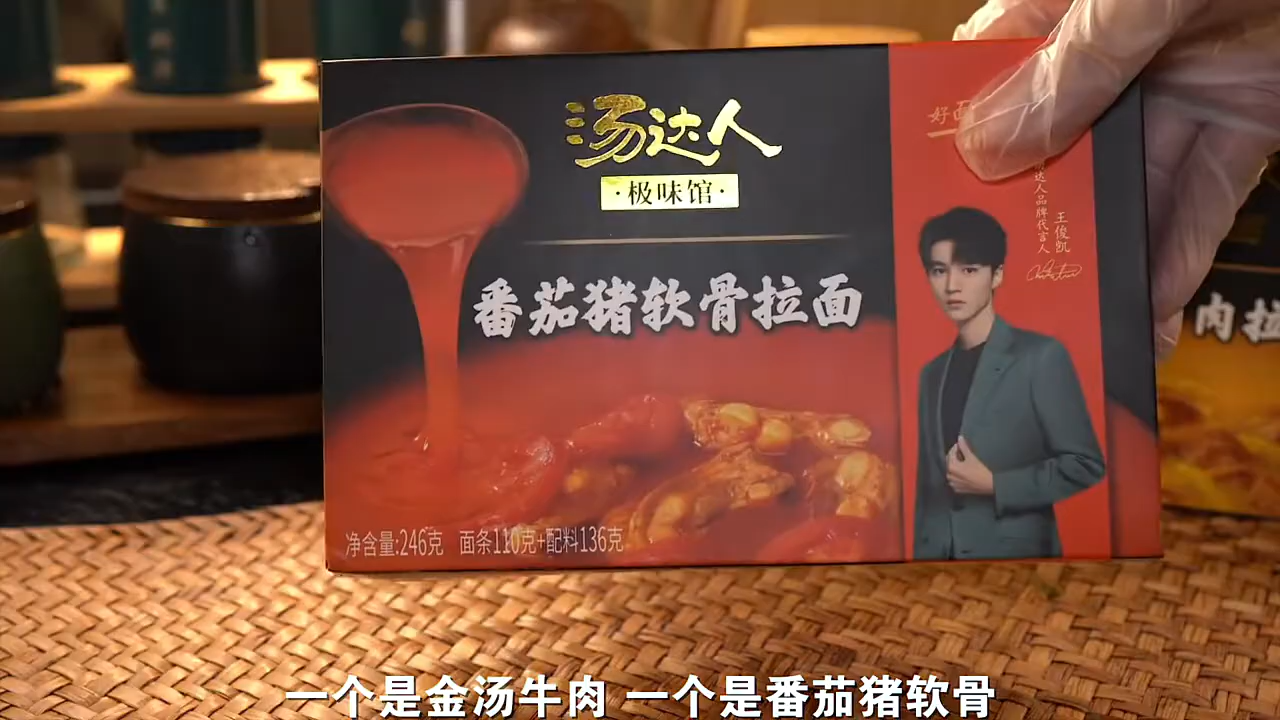 汤达人
·极味馆·
番茄猪软骨拉面
净含量:246克 面条110克+配料136克
好面
达人品牌代言人
王俊凯
肉拉
一个是金汤牛肉 一个是番茄猪软骨